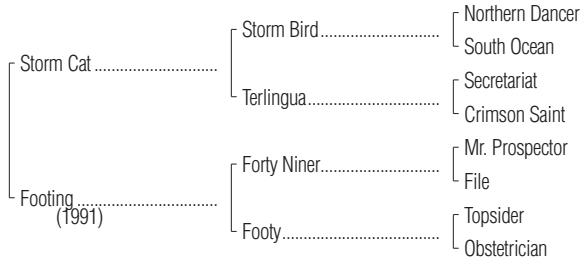 Northern Dancer
Storm Bird
South Ocean
Storm Cat
Secretariat
Terlingua
Crimson Saint
Mr. Prospector
Forty Niner
File
Footing
(1991)
Topsider
Footy
Obstetrician